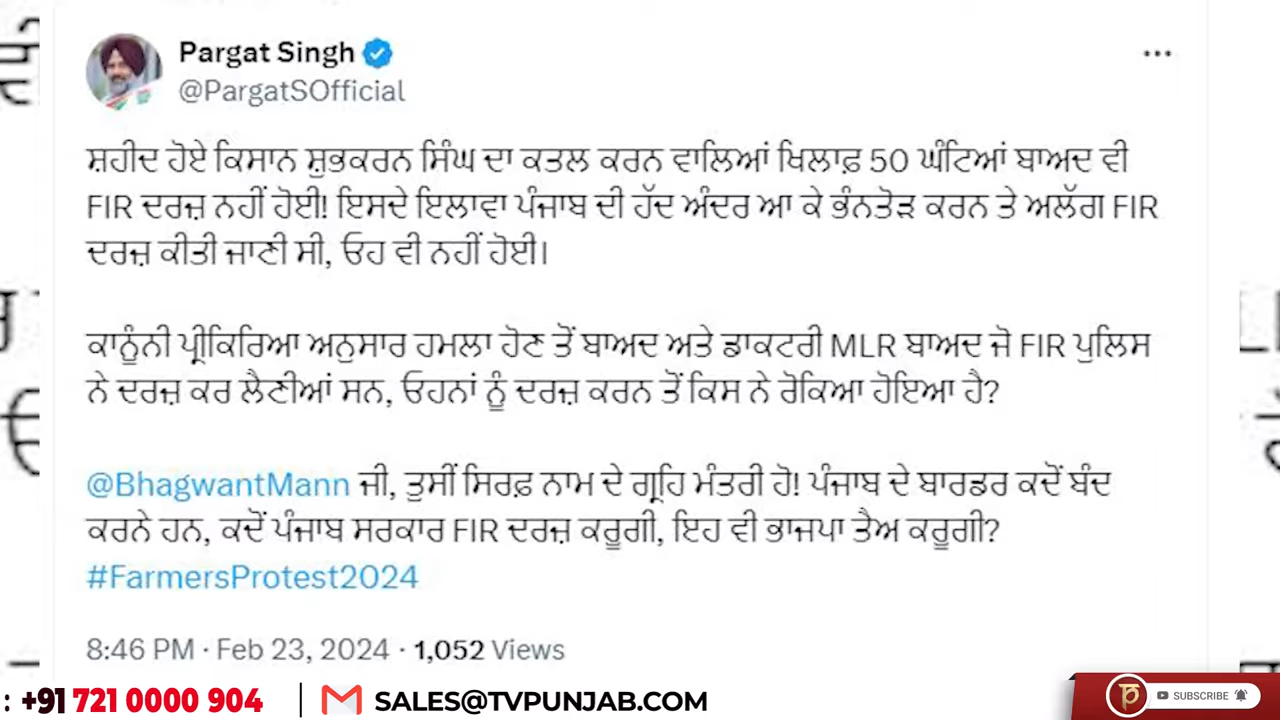 Pargat Singh
@PargatSOfficial
ਸ਼ਹੀਦ ਹੋਏ ਕਿਸਾਨ ਸ਼ੁਭਕਰਨ ਸਿੰਘ ਦਾ ਕਤਲ ਕਰਨ ਵਾਲਿਆਂ ਖਿਲਾਫ਼ 50 ਘੰਟਿਆਂ ਬਾਅਦ ਵੀ
FIR ਦਰਜ਼ ਨਹੀਂ ਹੋਈ! ਇਸਦੇ ਇਲਾਵਾ ਪੰਜਾਬ ਦੀ ਹੱਦ ਅੰਦਰ ਆ ਕੇ ਭੰਨਤੋੜ ਕਰਨ ਤੇ ਅਲੱਗ FIR
ਦਰਜ਼ ਕੀਤੀ ਜਾਣੀ ਸੀ, ਓਹ ਵੀ ਨਹੀਂ ਹੋਈ।
ਕਾਨੂੰਨੀ ਪ੍ਰੀਕਿਰਿਆ ਅਨੁਸਾਰ ਹਮਲਾ ਹੋਣ ਤੋਂ ਬਾਅਦ ਅਤੇ ਡਾਕਟਰੀ MLR ਬਾਅਦ ਜੋ FIR ਪੁਲਿਸ
ਨੇ ਦਰਜ਼ ਕਰ ਲੈਣੀਆਂ ਸਨ, ਓਹਨਾਂ ਨੂੰ ਦਰਜ਼ ਕਰਨ ਤੋਂ ਕਿਸ ਨੇ ਰੋਕਿਆ ਹੋਇਆ ਹੈ?
@BhagwantMann ਜੀ, ਤੁਸੀਂ ਸਿਰਫ਼ ਨਾਮ ਦੇ ਗ੍ਰਹਿ ਮੰਤਰੀ ਹੋ! ਪੰਜਾਬ ਦੇ ਬਾਰਡਰ ਕਦੋਂ ਬੰਦ
ਕਰਨੇ ਹਨ, ਕਦੋਂ ਪੰਜਾਬ ਸਰਕਾਰ FIR ਦਰਜ਼ ਕਰੂਗੀ, ਇਹ ਵੀ ਭਾਜਪਾ ਤੈਅ ਕਰੂਗੀ?
#FarmersProtest2024
8:46 PM · Feb 23, 2024 · 1,052 Views
: +91 721 0000 904 | SALES@TVPUNJAB.COM
SUBSCRIBE